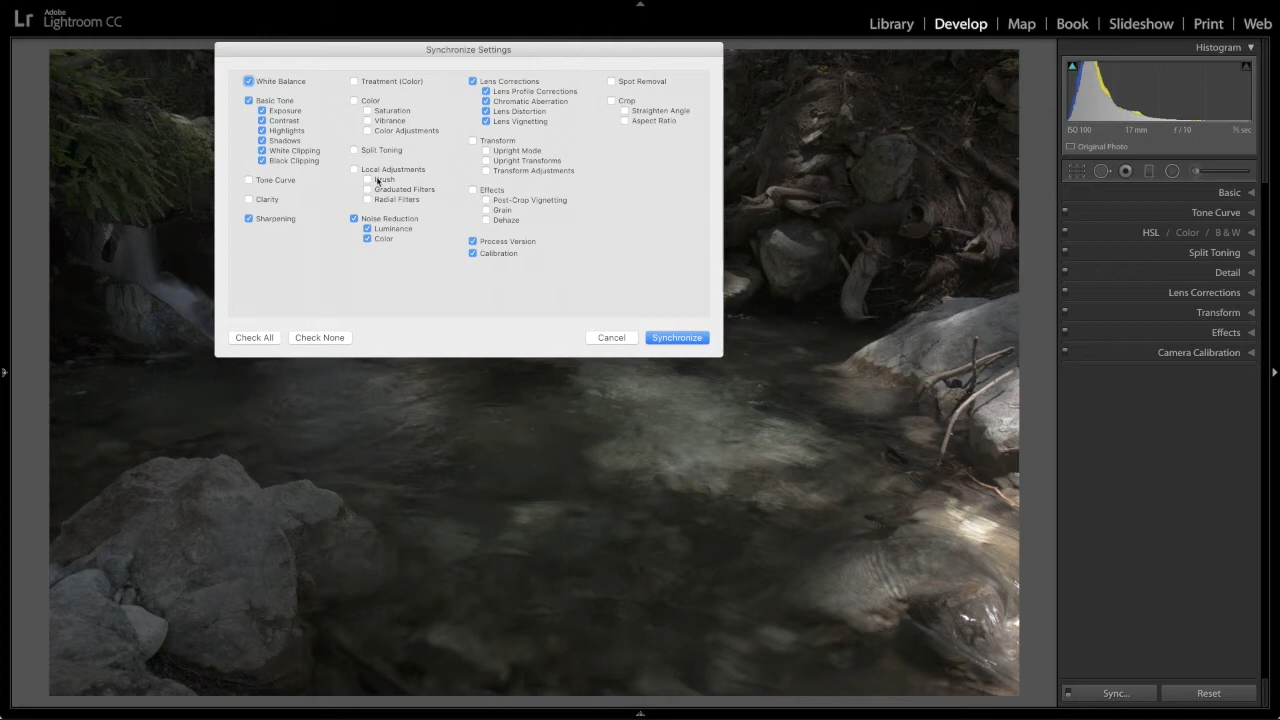 Lr Adobe
Lightroom CC
Library | Develop | Map | Book | Slideshow | Print | Web
Synchronize Settings
White Balance
Basic Tone
Exposure
Contrast
Highlights
Shadows
White Clipping
Black Clipping
Tone Curve
Clarity
Sharpening
Treatment (Color)
Color
Saturation
Vibrance
Color Adjustments
Split Toning
Local Adjustments
Graduated Filters
Radial Filters
Noise Reduction
Luminance
Color
Lens Corrections
Lens Profile Corrections
Chromatic Aberration
Lens Distortion
Lens Vignetting
Transform
Upright Mode
Upright Transforms
Transform Adjustments
Effects
Post-Crop Vignetting
Grain
Dehaze
Process Version
Calibration
Spot Removal
Crop
Straighten Angle
Aspect Ratio
Check All
Check None
Cancel
Synchronize
Histogram
ISO 100 17 mm f / 10
Original Photo
Basic
Tone Curve
HSL / Color / B & W
Split Toning
Detail
Lens Corrections
Transform
Effects
Camera Calibration
Sync...
Reset